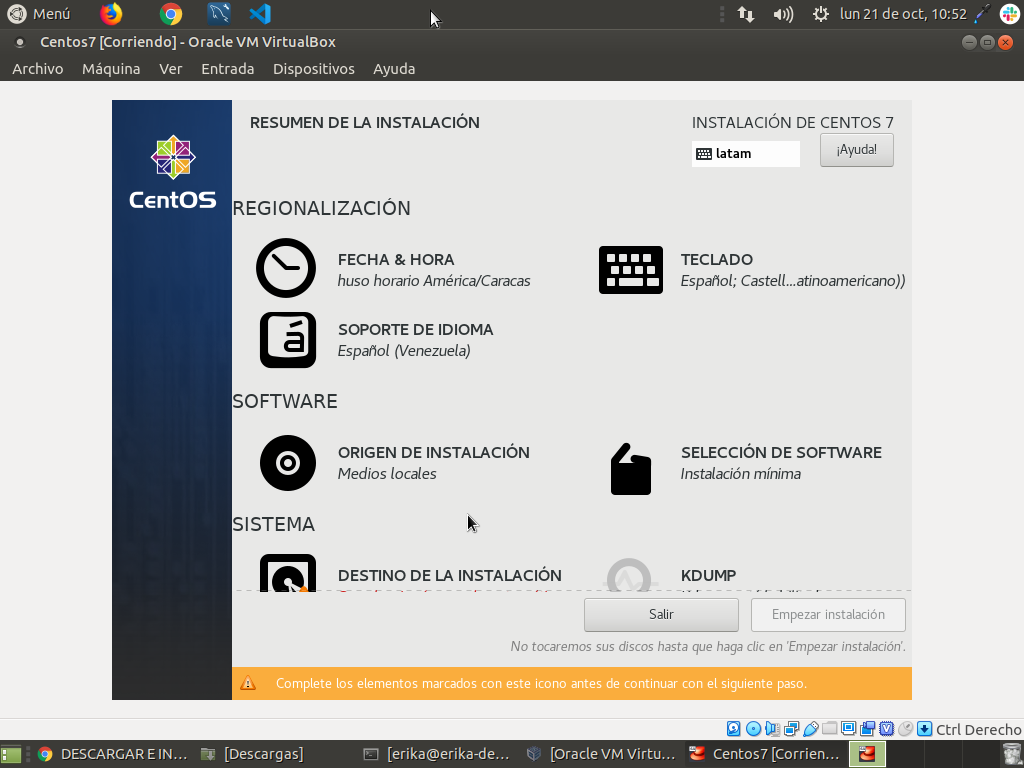 Menú
lun 21 de oct, 10:52
Centos7 [Corriendo] - Oracle VM VirtualBox
Archivo Máquina Ver Entrada Dispositivos Ayuda
CentOS
RESUMEN DE LA INSTALACIÓN
INSTALACIÓN DE CENTOS 7
latam
¡Ayuda!
REGIONALIZACIÓN
FECHA & HORA
huso horario América/Caracas
TECLADO
Español; Castell...atinoamericano))
SOPORTE DE IDIOMA
Español (Venezuela)
SOFTWARE
ORIGEN DE INSTALACIÓN
Medios locales
SELECCIÓN DE SOFTWARE
Instalación mínima
SISTEMA
DESTINO DE LA INSTALACIÓN
KDUMP
Salir
Empezar instalación
No tocaremos sus discos hasta que haga clic en 'Empezar instalación'.
Complete los elementos marcados con este icono antes de continuar con el siguiente paso.
Ctrl Derecho
DESCARGAR E IN...
[Descargas]
[erika@erika-de...
[Oracle VM Virtu...
Centos7 [Corrien...